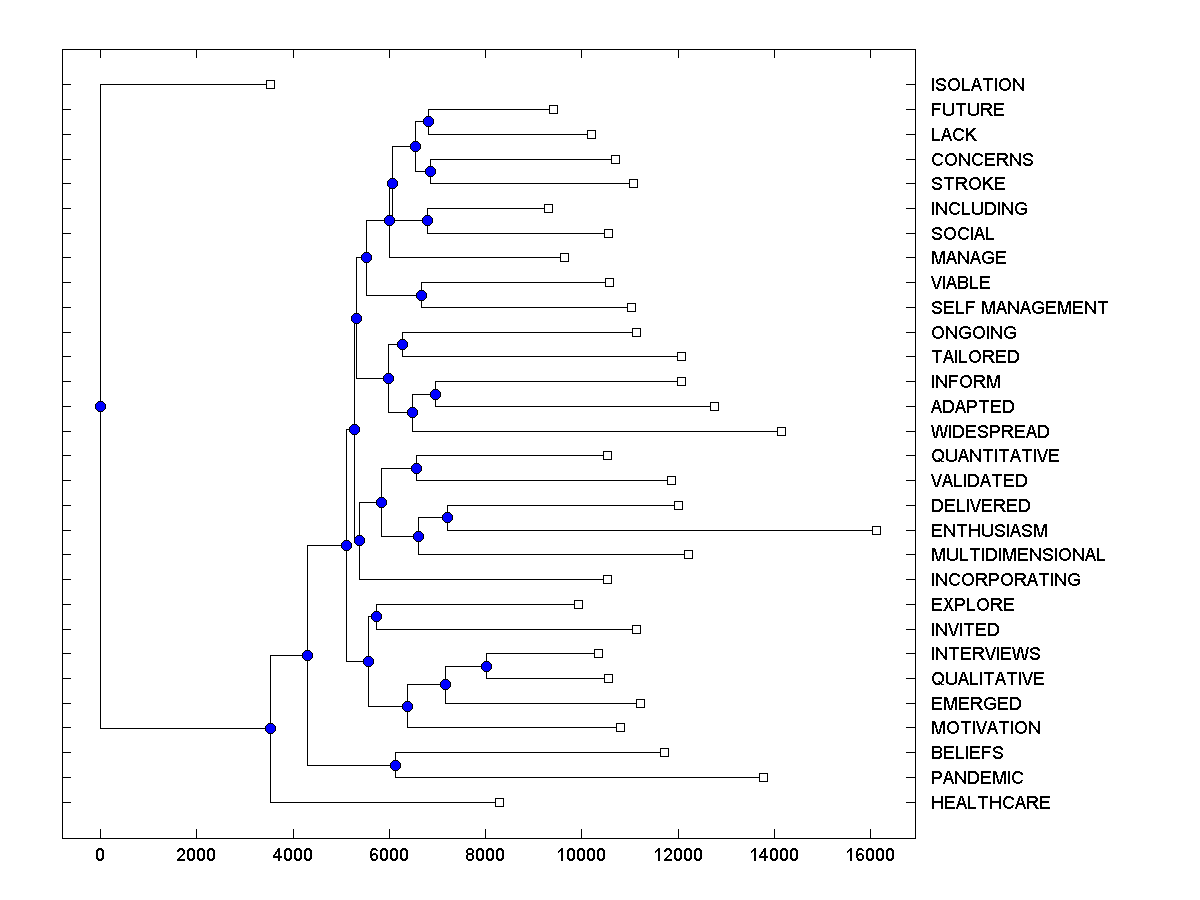 ISOLATION
FUTURE
LACK
CONCERNS
STROKE
INCLUDING
SOCIAL
MANAGE
VIABLE
SELF MANAGEMENT
ONGOING
TAILORED
INFORM
ADAPTED
WIDESPREAD
QUANTITATIVE
VALIDATED
DELIVERED
ENTHUSIASM
MULTIDIMENSIONAL
INCORPORATING
EXPLORE
INVITED
INTERVIEWS
QUALITATIVE
EMERGED
MOTIVATION
BELIEFS
PANDEMIC
HEALTHCARE
0 2000 4000 6000 8000 10000 12000 14000 16000